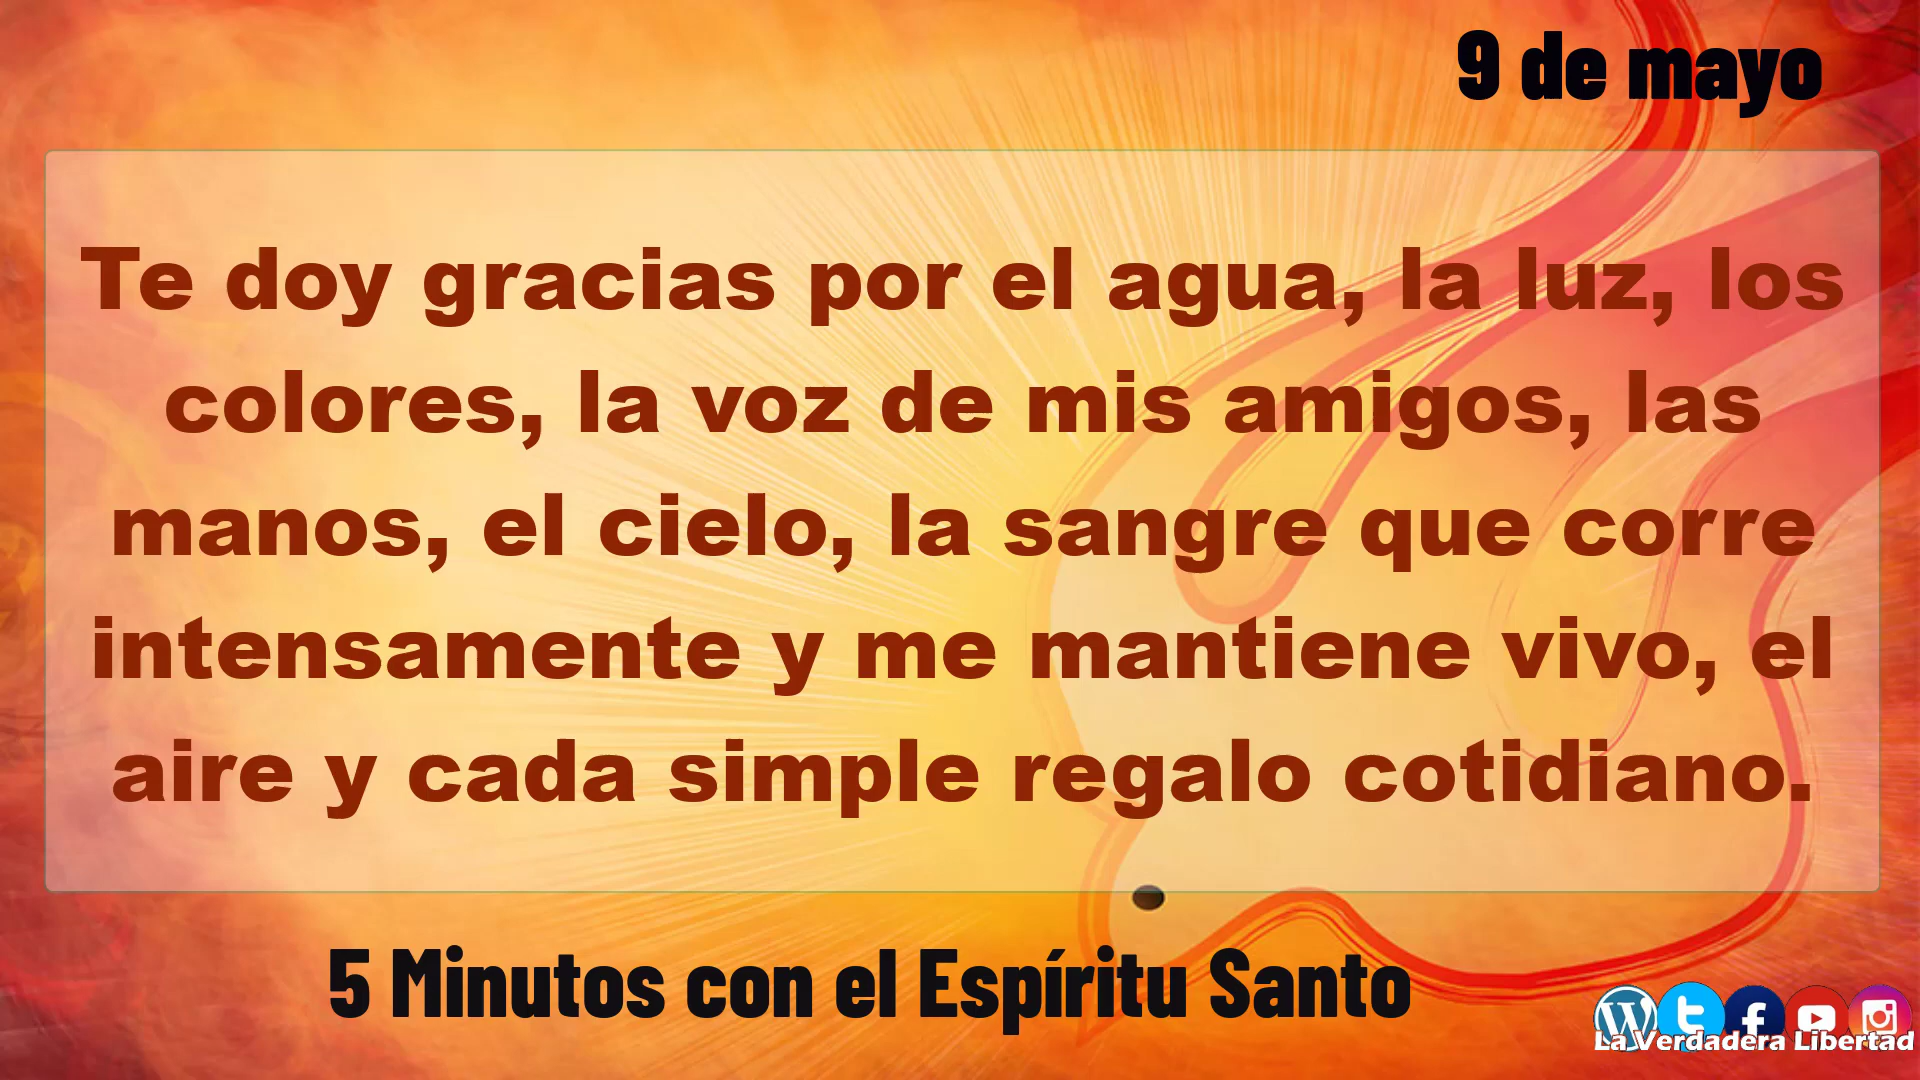 9 de mayo
Te doy gracias por el agua, la luz, los
colores, la voz de mis amigos, las
manos, el cielo, la sangre que corre
intensamente y me mantiene vivo, el
aire y cada simple regalo cotidiano.
5 Minutos con el Espíritu Santo
La Verdadera Libertad